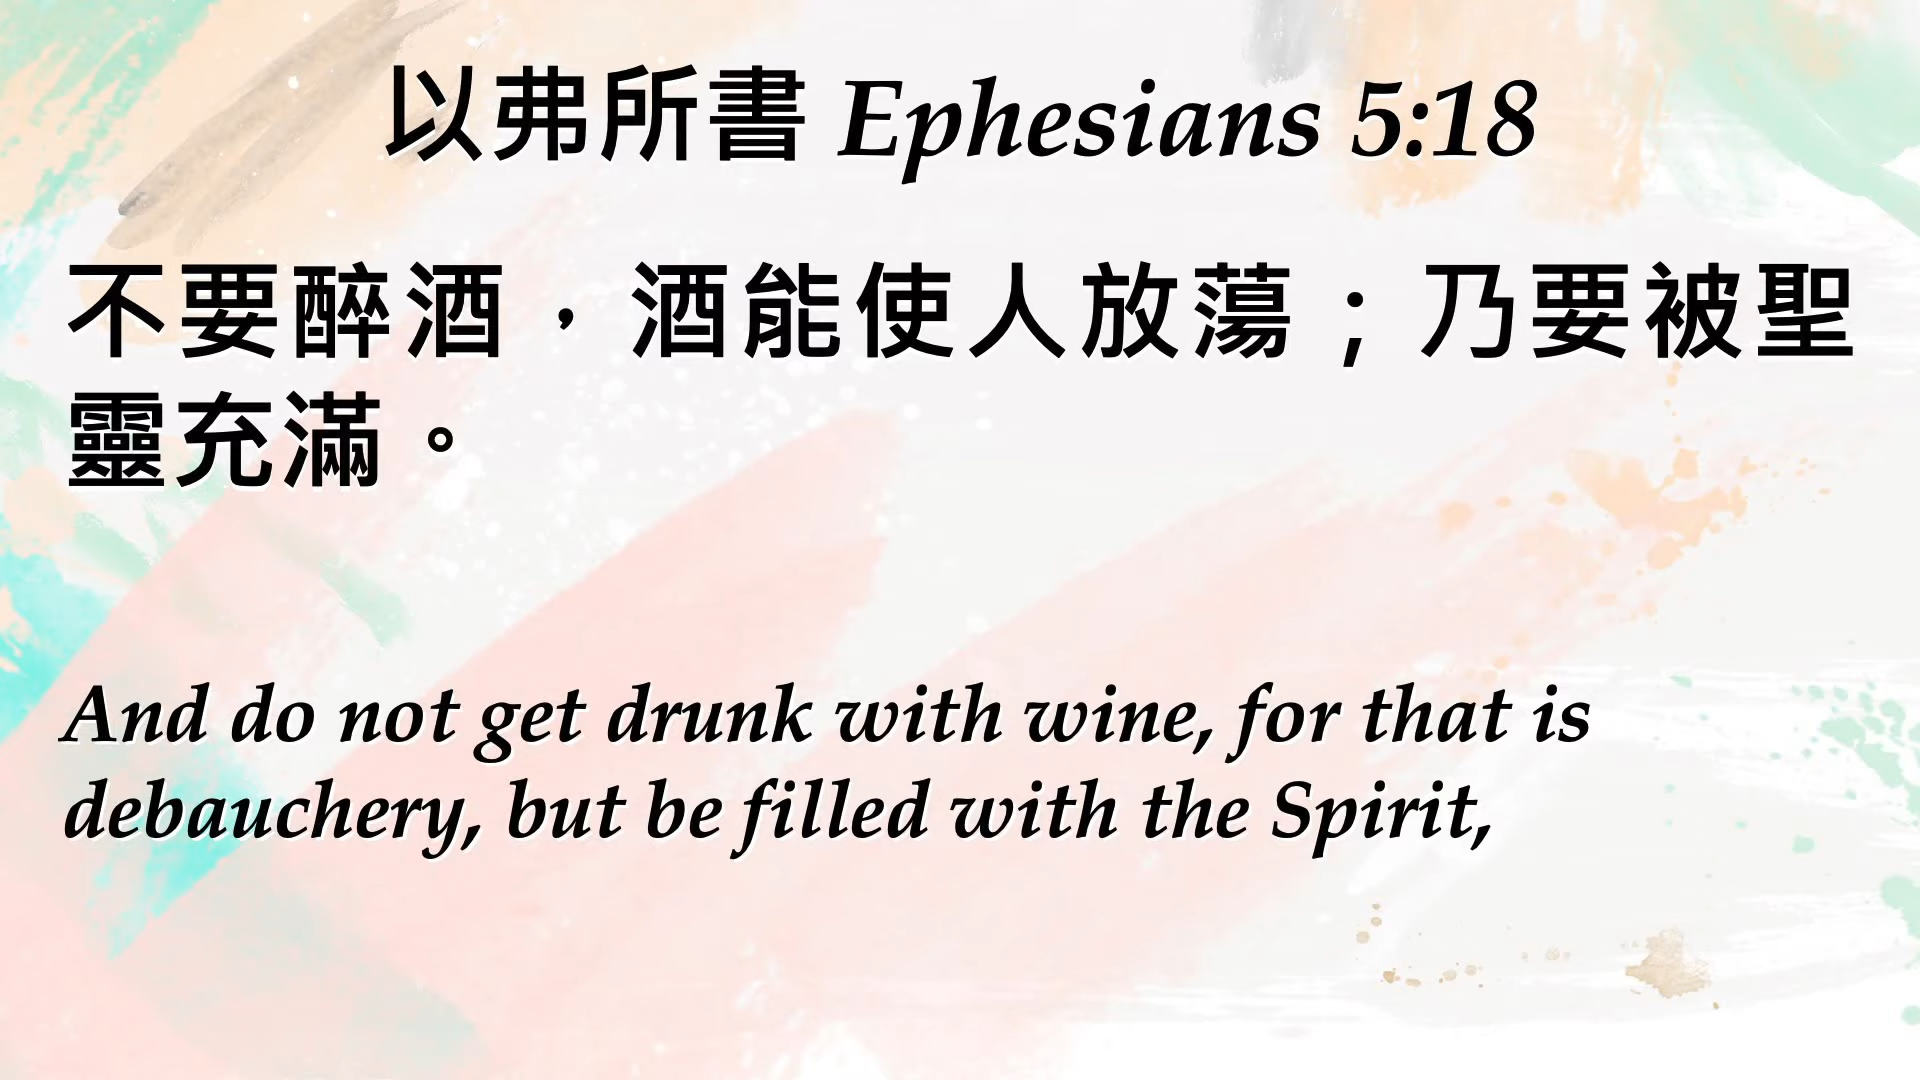 以弗所書 Ephesians 5:18
不要醉酒，酒能使人放蕩；乃要被聖
靈充滿。
And do not get drunk with wine, for that is
debauchery, but be filled with the Spirit,